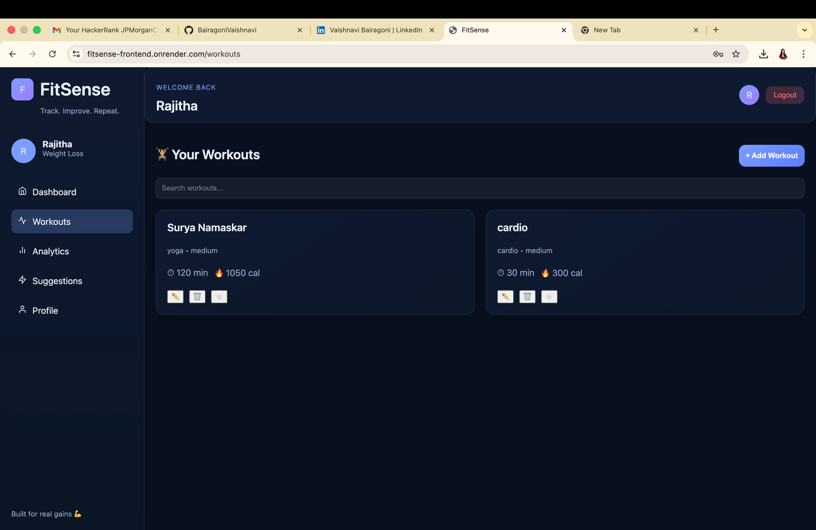 Your HackerRank JPMorganC
BairagoniVaishnavi
Vaishnavi Bairagoni | LinkedIn
FitSense
New Tab
fitsense-frontend.onrender.com/workouts
F
FitSense
Track. Improve. Repeat.
WELCOME BACK
Rajitha
R
Logout
R
Rajitha
Weight Loss
Dashboard
Workouts
Analytics
Suggestions
Profile
🏋️ Your Workouts
+ Add Workout
Search workouts...
Surya Namaskar
yoga • medium
⏱ 120 min 🔥 1050 cal
cardio
cardio • medium
⏱ 30 min 🔥 300 cal
Built for real gains 💪